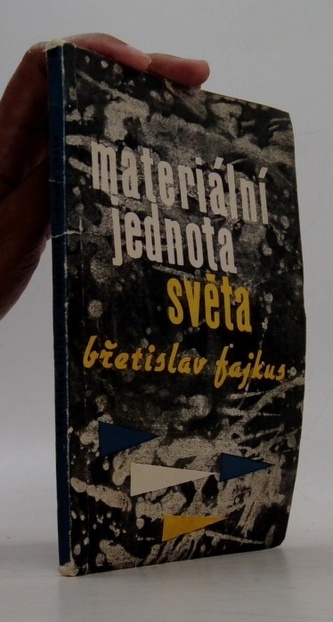 materiální
jednota
světa
břetislav fajkus